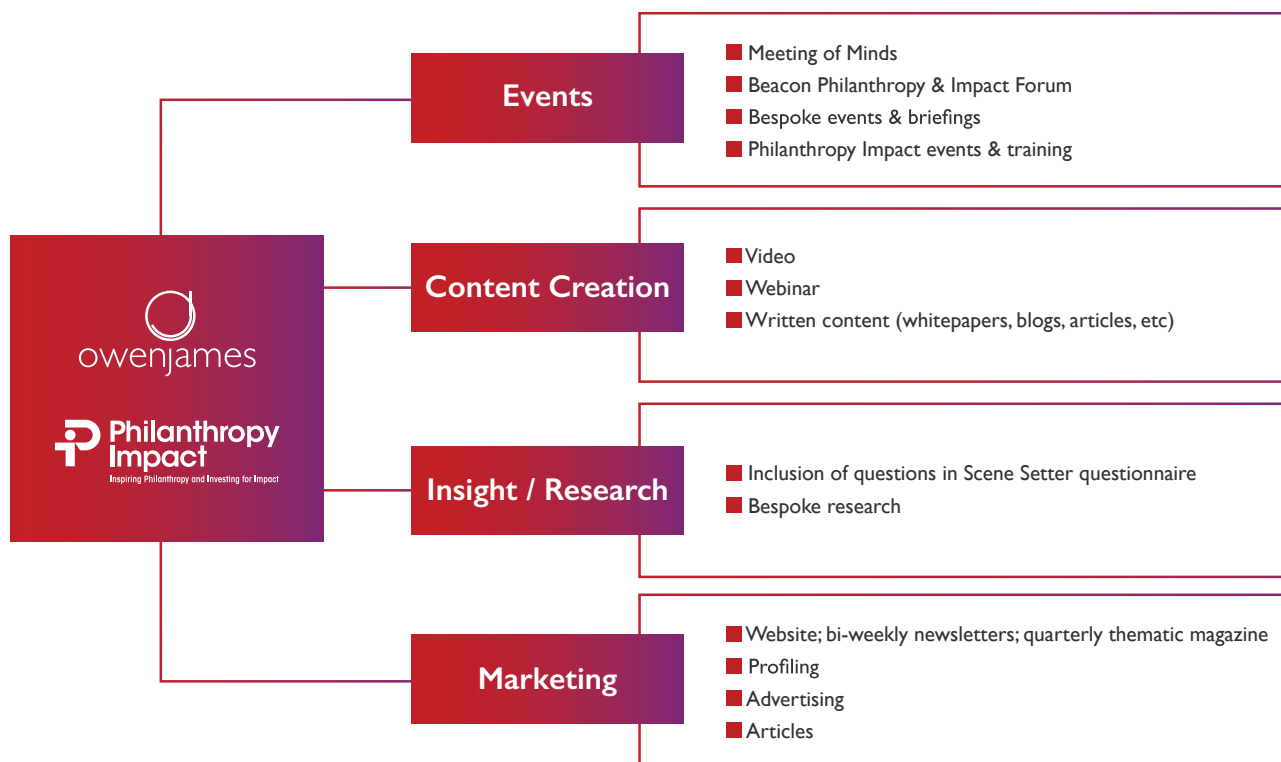 owenjames
Philanthropy
Impact
Inspiring Philanthropy and Investing for Impact
Events
Meeting of Minds
Beacon Philanthropy & Impact Forum
Bespoke events & briefings
Philanthropy Impact events & training
Content Creation
Video
Webinar
Written content (whitepapers, blogs, articles, etc)
Insight / Research
Inclusion of questions in Scene Setter questionnaire
Bespoke research
Marketing
Website; bi-weekly newsletters; quarterly thematic magazine
Profiling
Advertising
Articles